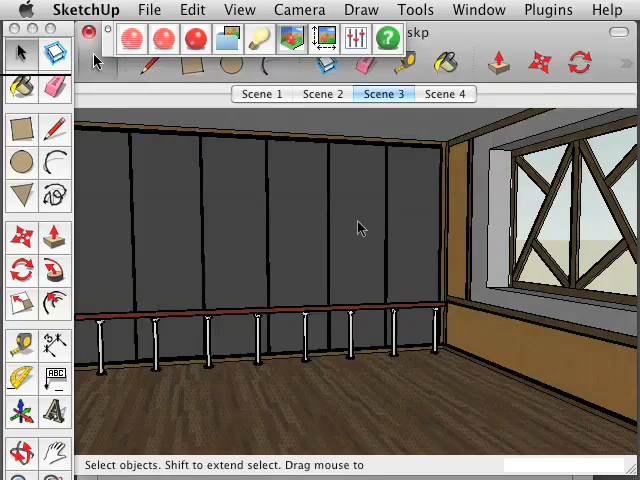 SketchUp File Edit View Camera Draw Tools Window Plugins Help
skp
Scene 1 Scene 2 Scene 3 Scene 4
ABC
A
Select objects. Shift to extend select. Drag mouse to